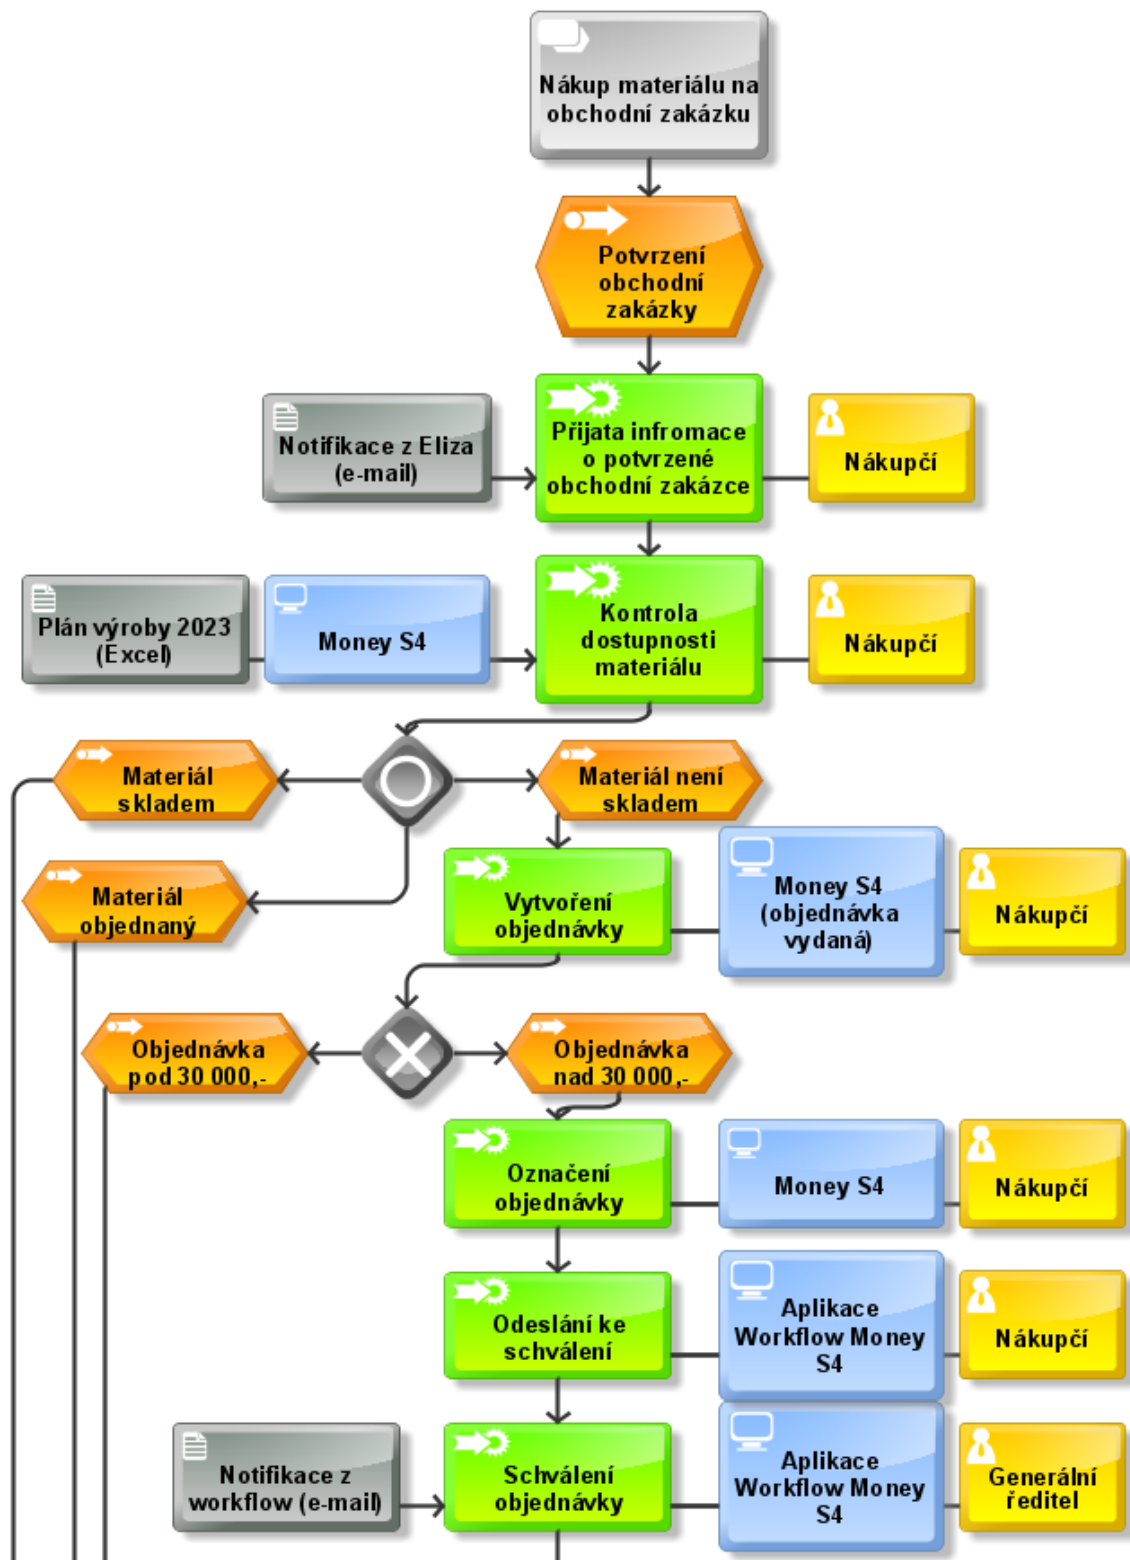 Nákup materiálu na
obchodní zakázku
Potvrzení
obchodní
zakázky
Notifikace z Eliza
(e-mail)
Přijata infromace
o potvrzené
obchodní zakázce
Nákupčí
Plán výroby 2023
(Excel)
Money S4
Kontrola
dostupnosti
materiálu
Nákupčí
Materiál
skladem
Materiál není
skladem
Materiál
objednaný
Vytvoření
objednávky
Money S4
(objednávka
vydaná)
Nákupčí
Objednávka
pod 30 000,-
Objednávka
nad 30 000,-
Označení
objednávky
Money S4
Nákupčí
Odeslání ke
schválení
Aplikace
Workflow Money
S4
Nákupčí
Notifikace z
workflow (e-mail)
Schválení
objednávky
Aplikace
Workflow Money
S4
Generální
ředitel